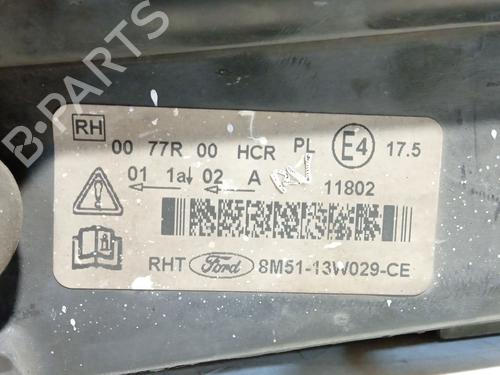 B-PARTS
RH
00 77R 00 HCR PL E4 17.5
01 1a 02 A 11802
RHT Ford 8M51-13W029-CE